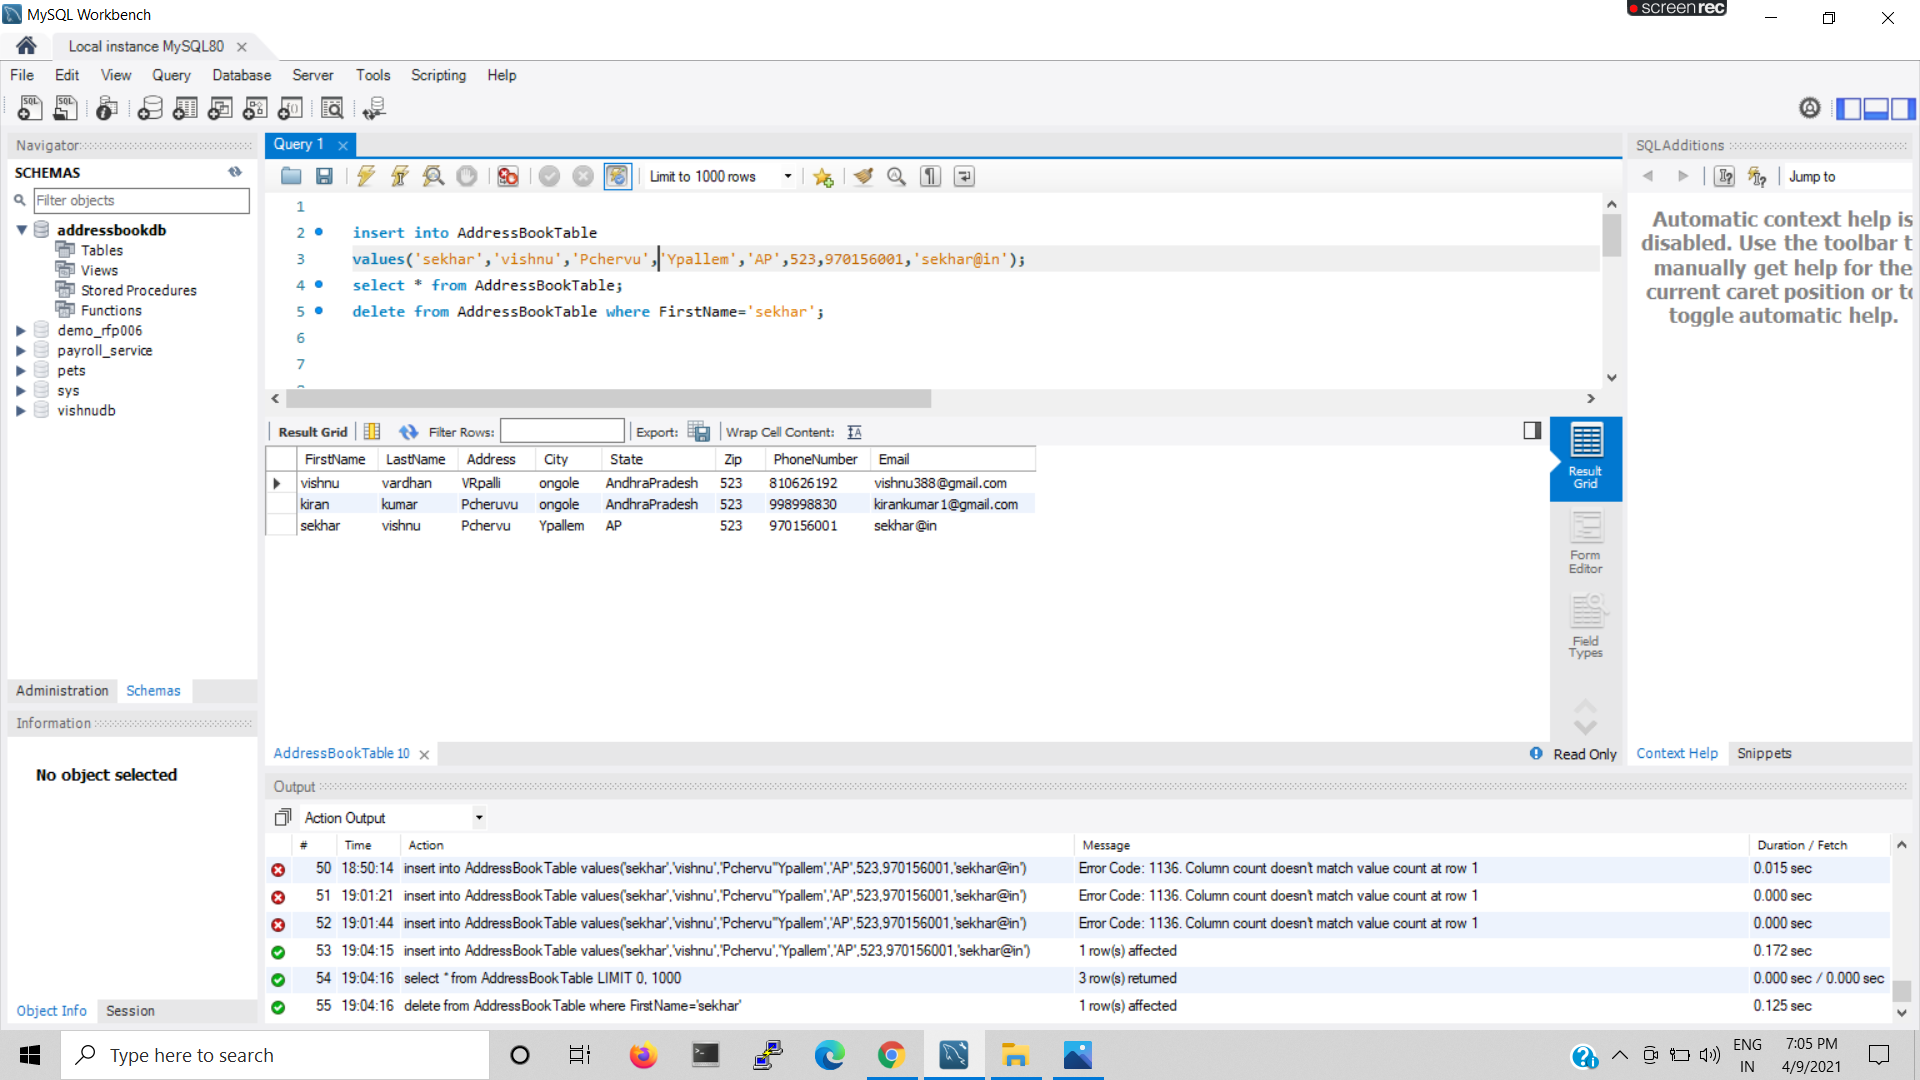 MySQL Workbench
screenrec
Local instance MySQL80
File Edit View Query Database Server Tools Scripting Help
Navigator
SCHEMAS
Filter objects
addressbookdb
Tables
Views
Stored Procedures
Functions
demo_rfp006
payroll_service
pets
sys
vishnudb
Administration Schemas
Information
No object selected
Object Info Session
Query 1
Limit to 1000 rows
1
2 insert into AddressBookTable
3 values('sekhar','vishnu','Pchervu','Ypallem','AP',523,970156001,'sekhar@in');
4 select * from AddressBookTable;
5 delete from AddressBookTable where FirstName='sekhar';
6
7
Result Grid Filter Rows: Export: Wrap Cell Content:
FirstName LastName Address City State Zip PhoneNumber Email
vishnu vardhan VRpalli ongole AndhraPradesh 523 810626192 vishnu388@gmail.com
kiran kumar Pcheruvu ongole AndhraPradesh 523 998998830 kirankumar1@gmail.com
sekhar vishnu Pchervu Ypallem AP 523 970156001 sekhar@in
Result
Grid
Form
Editor
Field
Types
AddressBookTable 10
Read Only
SQLAdditions
Jump to
Automatic context help is
disabled. Use the toolbar t
manually get help for the
current caret position or to
toggle automatic help.
Context Help Snippets
Output
Action Output
# Time Action Message Duration / Fetch
50 18:50:14 insert into AddressBookTable values('sekhar','vishnu','Pchervu''Ypallem','AP',523,970156001,'sekhar@in') Error Code: 1136. Column count doesn't match value count at row 1 0.015 sec
51 19:01:21 insert into AddressBookTable values('sekhar','vishnu','Pchervu''Ypallem','AP',523,970156001,'sekhar@in') Error Code: 1136. Column count doesn't match value count at row 1 0.000 sec
52 19:01:44 insert into AddressBookTable values('sekhar','vishnu','Pchervu''Ypallem','AP',523,970156001,'sekhar@in') Error Code: 1136. Column count doesn't match value count at row 1 0.000 sec
53 19:04:15 insert into AddressBookTable values('sekhar','vishnu','Pchervu','Ypallem','AP',523,970156001,'sekhar@in') 1 row(s) affected 0.172 sec
54 19:04:16 select * from AddressBookTable LIMIT 0, 1000 3 row(s) returned 0.000 sec / 0.000 sec
55 19:04:16 delete from AddressBookTable where FirstName='sekhar' 1 row(s) affected 0.125 sec
Type here to search
ENG
IN
7:05 PM
4/9/2021